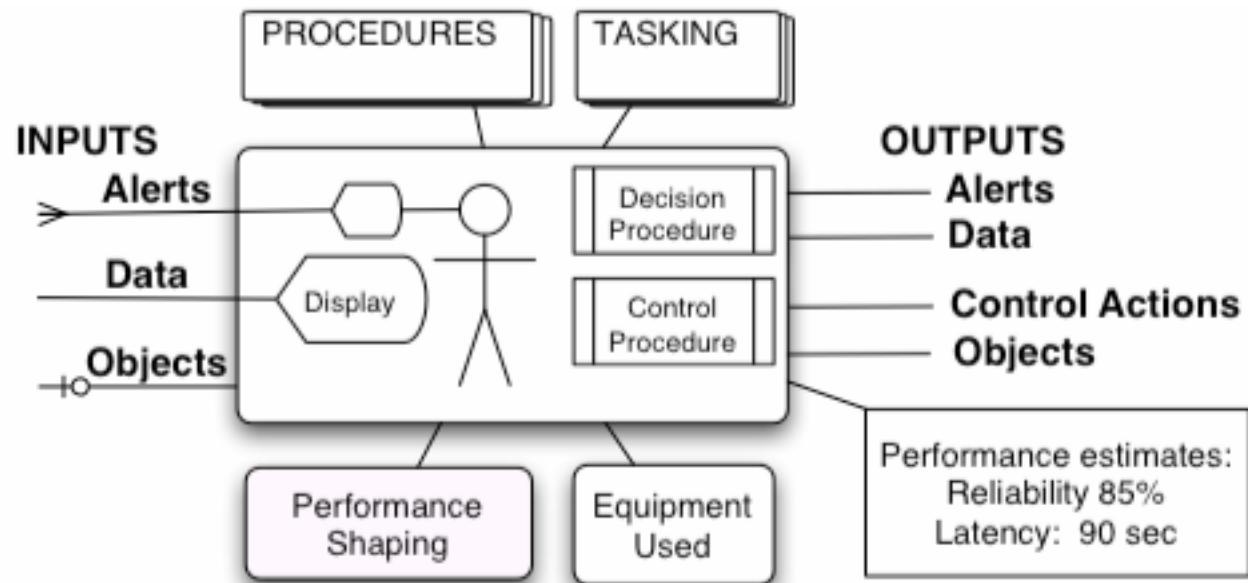 PROCEDURES
TASKING
INPUTS
Alerts
Data
Objects
Display
Decision
Procedure
Control
Procedure
OUTPUTS
Alerts
Data
Control Actions
Objects
Performance
Shaping
Equipment
Used
Performance estimates:
Reliability 85%
Latency: 90 sec